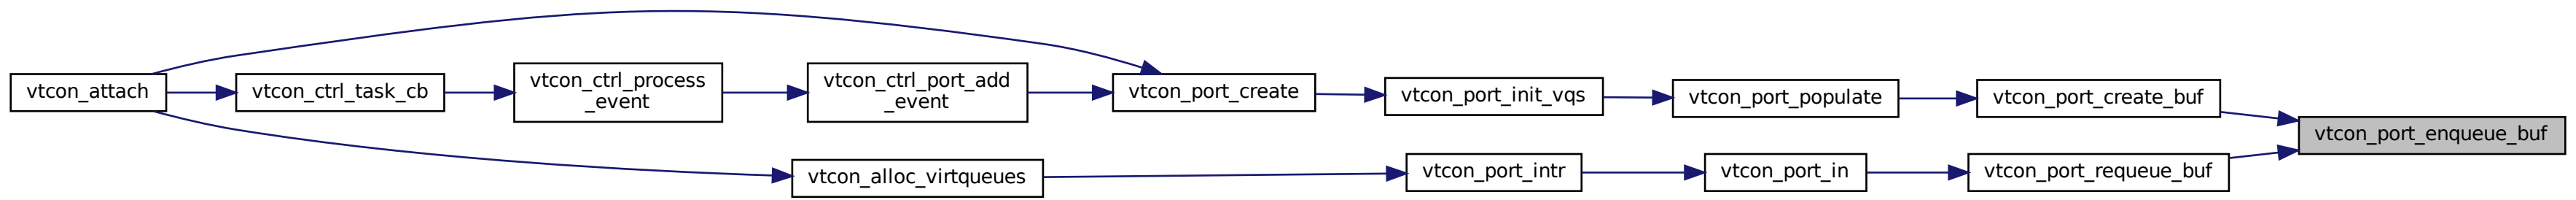 vtcon_attach
vtcon_ctrl_task_cb
vtcon_ctrl_process
_event
vtcon_ctrl_port_add
_event
vtcon_port_create
vtcon_port_init_vqs
vtcon_port_populate
vtcon_port_create_buf
vtcon_port_enqueue_buf
vtcon_alloc_virtqueues
vtcon_port_intr
vtcon_port_in
vtcon_port_requeue_buf